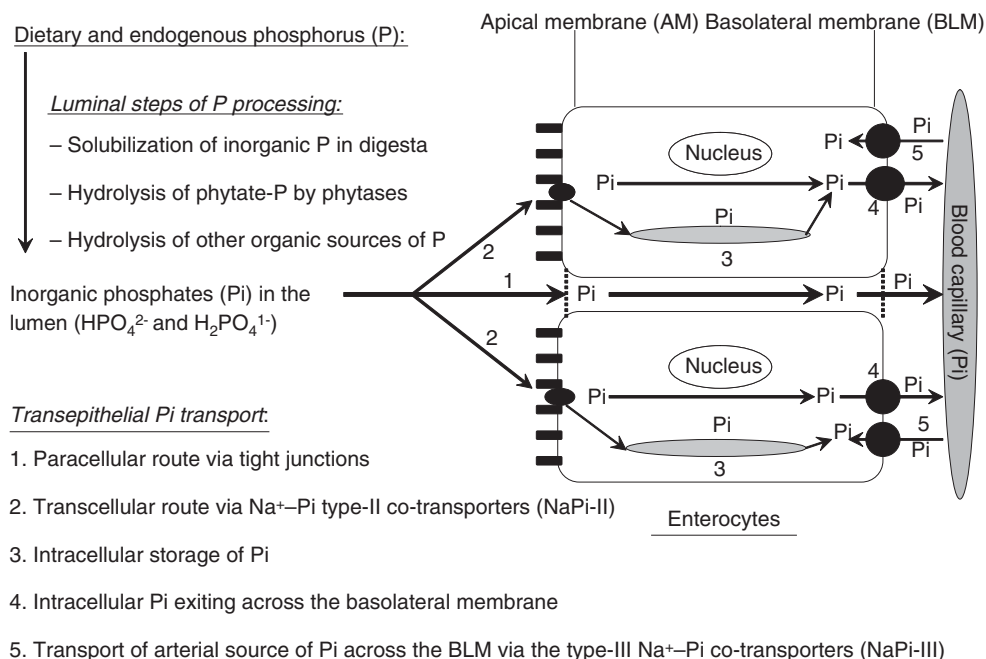 Apical membrane (AM) Basolateral membrane (BLM)
Dietary and endogenous phosphorus (P):
Luminal steps of P processing:
– Solubilization of inorganic P in digesta
– Hydrolysis of phytate-P by phytases
– Hydrolysis of other organic sources of P
Inorganic phosphates (Pi) in the
lumen (HPO₄²⁻ and H₂PO₄¹⁻)
2
1
2
Nucleus
Pi
Pi
Pi
3
Pi
Pi
5
4
Pi
Pi
Pi
Pi
Nucleus
Pi
Pi
Pi
3
4
Pi
Pi
5
Pi
Blood capillary (Pi)
Enterocytes
Transepithelial Pi transport:
1. Paracellular route via tight junctions
2. Transcellular route via Na⁺–Pi type-II co-transporters (NaPi-II)
3. Intracellular storage of Pi
4. Intracellular Pi exiting across the basolateral membrane
5. Transport of arterial source of Pi across the BLM via the type-III Na⁺–Pi co-transporters (NaPi-III)